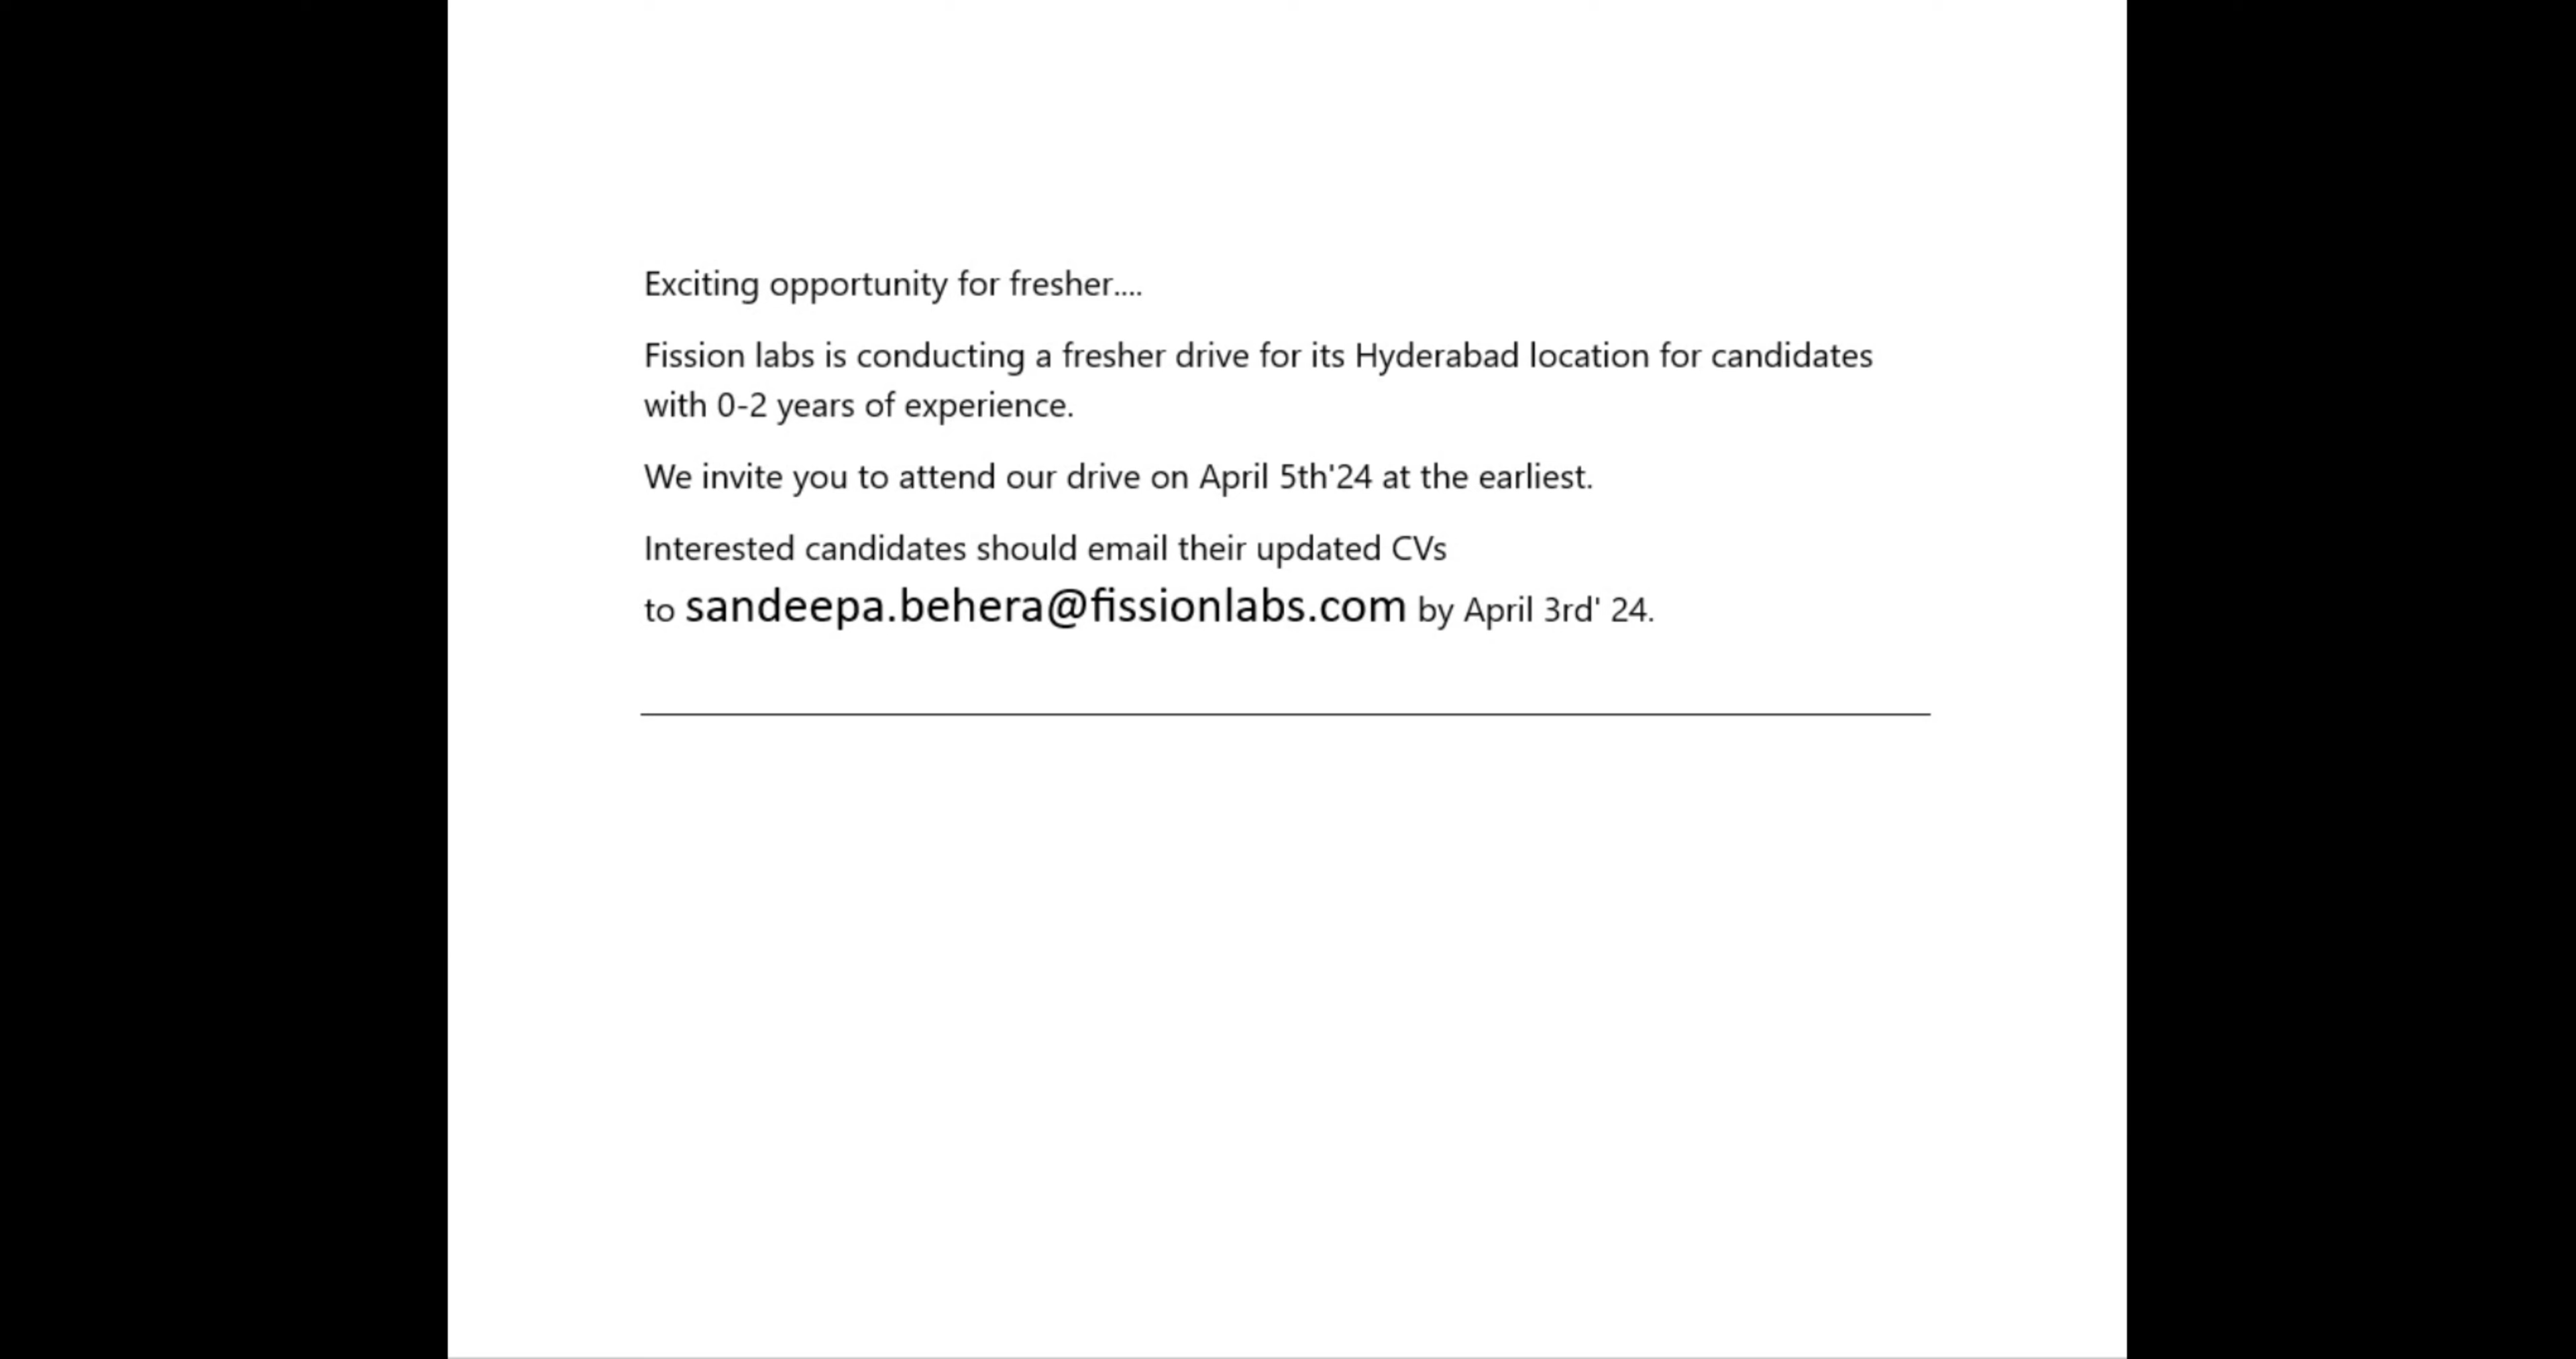 Exciting opportunity for fresher....
Fission labs is conducting a fresher drive for its Hyderabad location for candidates
with 0-2 years of experience.
We invite you to attend our drive on April 5th'24 at the earliest.
Interested candidates should email their updated CVs
to sandeepa.behera@fissionlabs.com by April 3rd' 24.